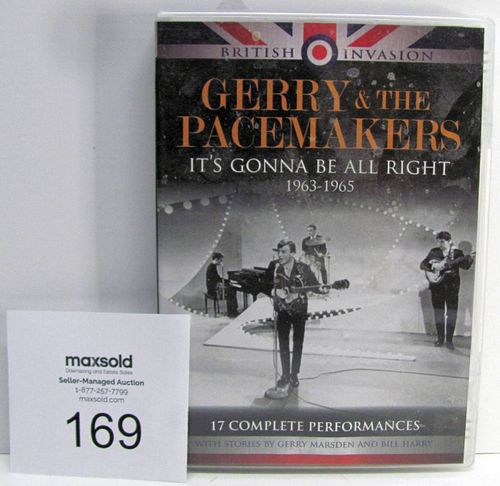 BRITISH INVASION
GERRY & THE
PACEMAKERS
IT'S GONNA BE ALL RIGHT
1963-1965
17 COMPLETE PERFORMANCES
WITH STORIES BY GERRY MARSDEN AND BILL HARRY
maxsold
Downsizing and Estate Sales
Seller-Managed Auction
1-877-257-7799
maxsold.com
169